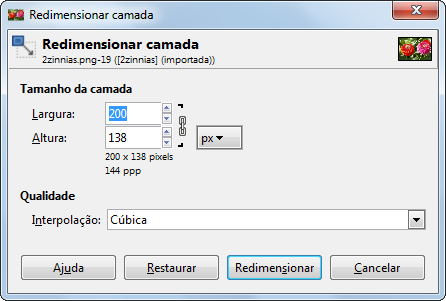 Redimensionar camada
Redimensionar camada
2zinnias.png-19 ([2zinnias] (importada))
Tamanho da camada
Largura: 200
Altura: 138 px
200 x 138 pixels
144 ppp
Qualidade
Interpolação: Cúbica
Ajuda Restaurar Redimensionar Cancelar